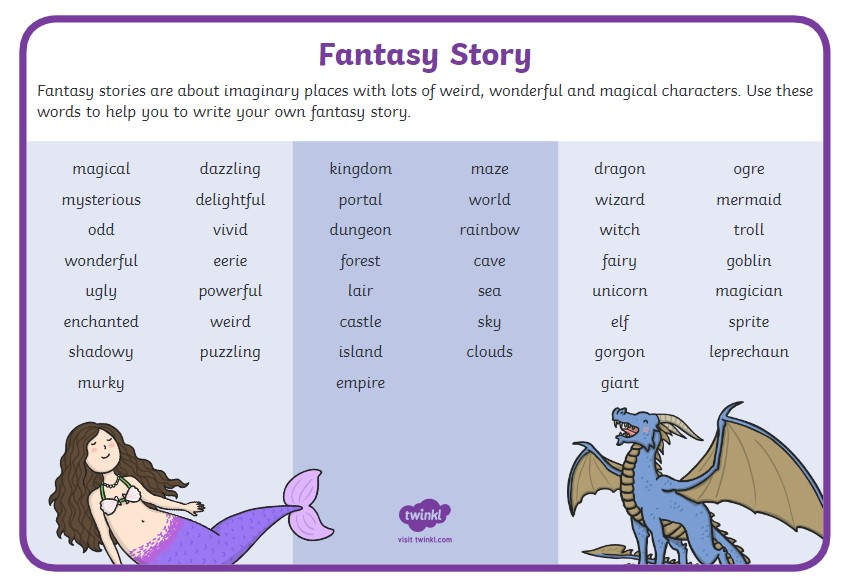 Fantasy Story
Fantasy stories are about imaginary places with lots of weird, wonderful and magical characters. Use these
words to help you to write your own fantasy story.
magical dazzling kingdom maze dragon ogre
mysterious delightful portal world wizard mermaid
odd vivid dungeon rainbow witch troll
wonderful eerie forest cave fairy goblin
ugly powerful lair sea unicorn magician
enchanted weird castle sky elf sprite
shadowy puzzling island clouds gorgon leprechaun
murky empire giant
twinkl
visit twinkl.com